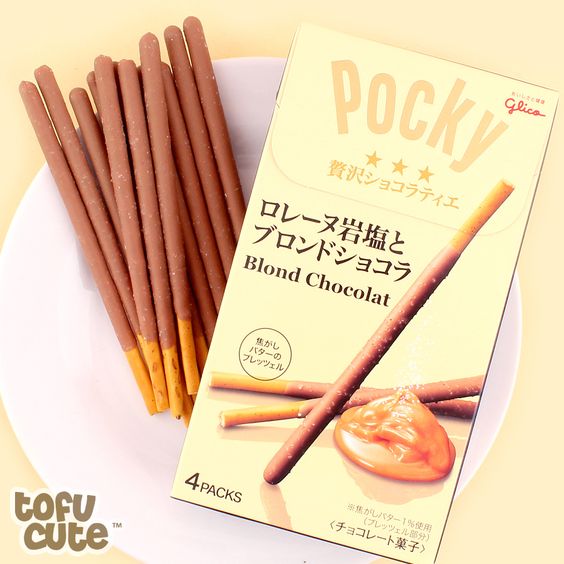 Pocky
おいしさと健康
Glico
★★★
贅沢ショコラティエ
ロレーヌ岩塩と
ブロンドショコラ
Blond Chocolat
焦がし
バターの
プレッツェル
4PACKS
※焦がしバター1%使用
(プレッツェル部分)
〈チョコレート菓子〉
tofu
cute™